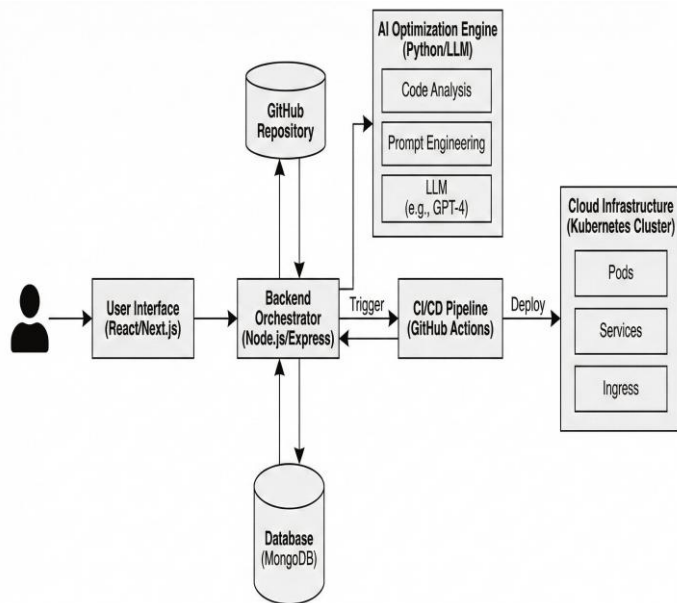 AI Optimization Engine
(Python/LLM)
Code Analysis
Prompt Engineering
LLM
(e.g., GPT-4)
GitHub
Repository
Cloud Infrastructure
(Kubernetes Cluster)
Pods
Services
Ingress
User Interface
(React/Next.js)
Backend
Orchestrator
(Node.js/Express)
Trigger
CI/CD Pipeline
(GitHub Actions)
Deploy
Database
(MongoDB)